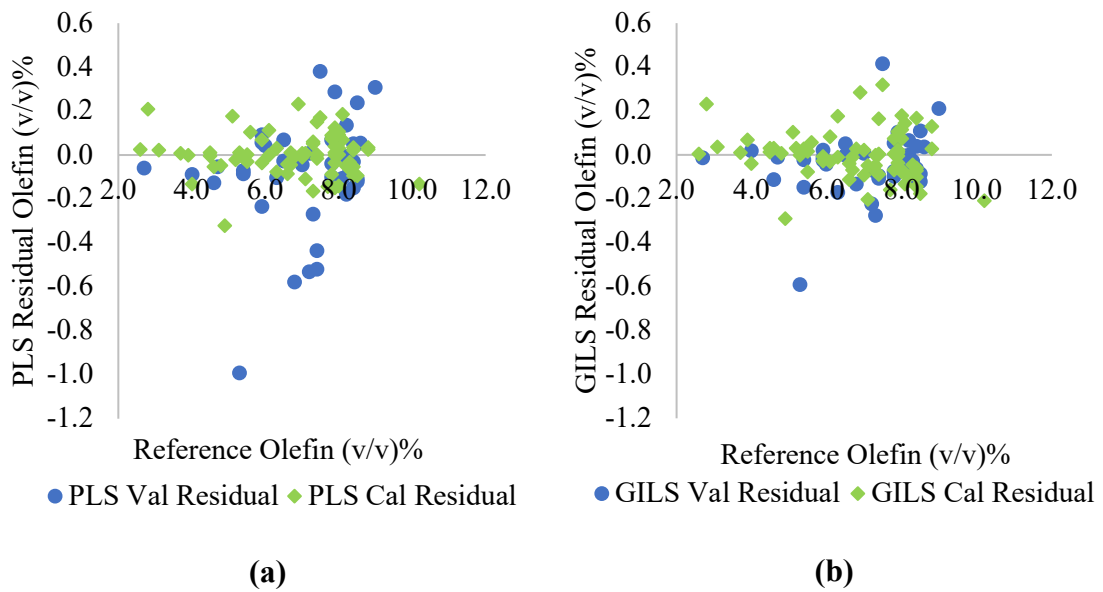 PLS Residual Olefin (v/v)%
0.6
0.4
0.2
0.0
-0.2
-0.4
-0.6
-0.8
-1.0
-1.2
2.0 4.0 6.0 8.0 10.0 12.0
Reference Olefin (v/v)%
PLS Val Residual PLS Cal Residual
(a)
GILS Residual Olefin (v/v)%
0.6
0.4
0.2
0.0
-0.2
-0.4
-0.6
-0.8
-1.0
-1.2
2.0 4.0 6.0 8.0 10.0 12.0
Reference Olefin (v/v)%
GILS Val Residual GILS Cal Residual
(b)